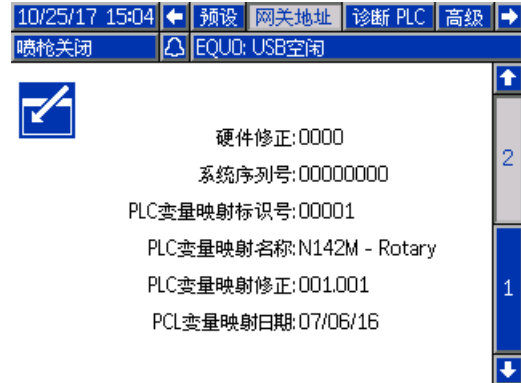 10/25/17 15:04 预设 网关地址 诊断 PLC 高级
喷枪关闭 EQU0: USB空闲
硬件修正:0000
系统序列号:00000000
2
PLC变量映射标识号:00001
PLC变量映射名称:N142M - Rotary
PLC变量映射修正:001.001
1
PCL变量映射日期:07/06/16